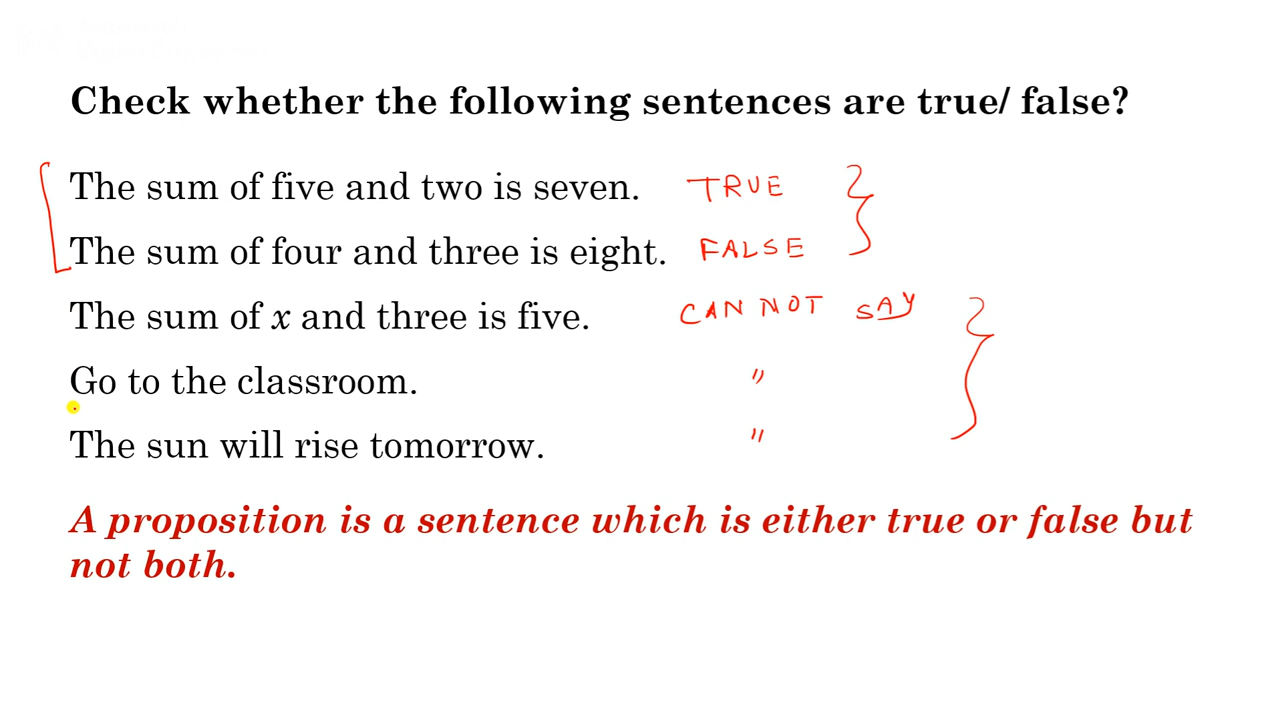 Check whether the following sentences are true/ false?
The sum of five and two is seven. TRUE
The sum of four and three is eight. FALSE
The sum of x and three is five. CAN NOT SAY
Go to the classroom. "
The sun will rise tomorrow. "
A proposition is a sentence which is either true or false but
not both.